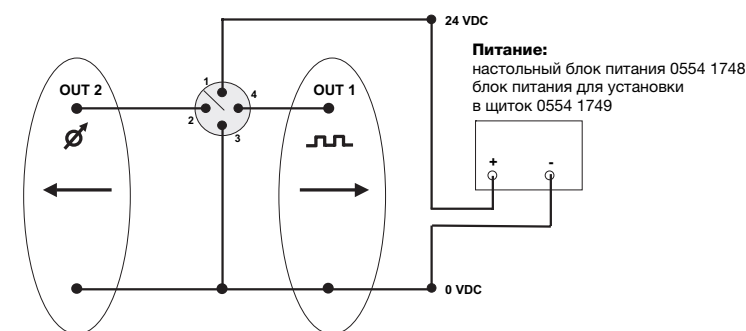 24 VDC
Питание:
настольный блок питания 0554 1748
блок питания для установки
в щиток 0554 1749
OUT 2
1
4
OUT 1
2
3
+ -
0 VDC